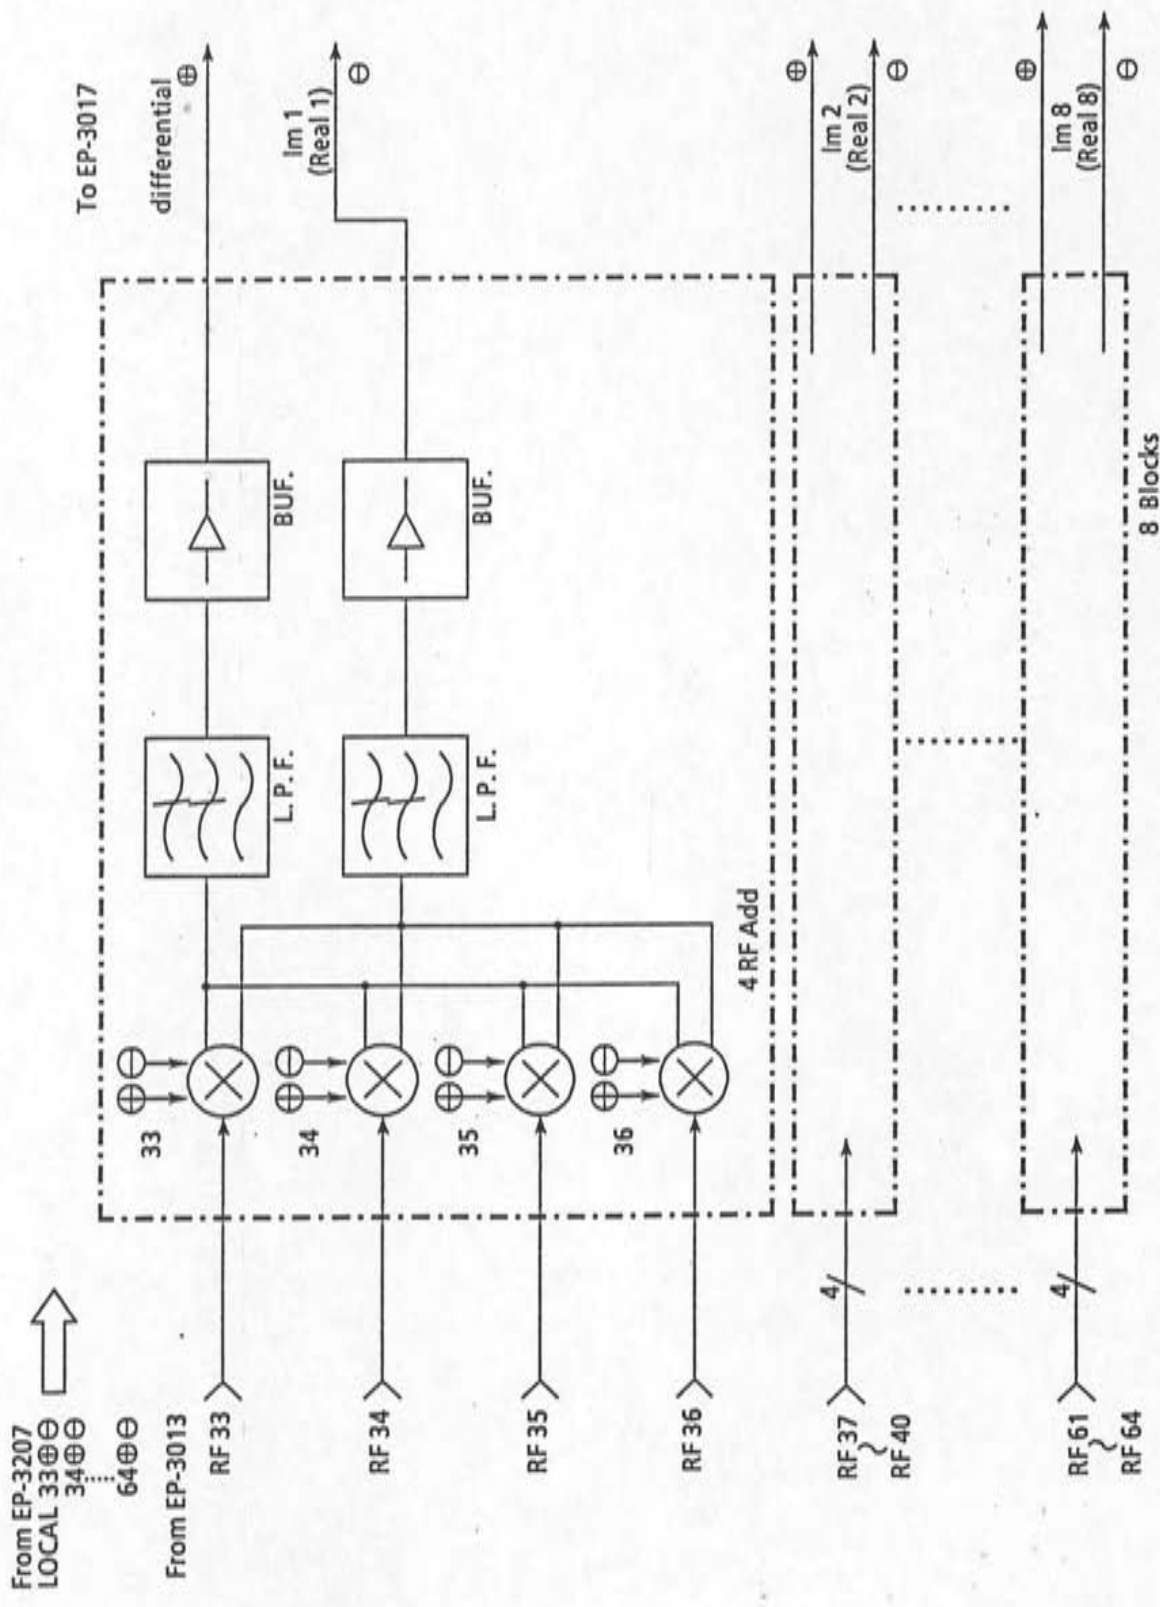 From EP-3207
LOCAL 33⊕⊖
34⊕⊖
64⊕⊖
From EP-3013
To EP-3017
differential ⊕
Im 1
(Real 1)
⊖
RF 33
33
⊕ ⊖
L.P.F.
BUF.
RF 34
34
⊕ ⊖
L.P.F.
BUF.
RF 35
35
⊕ ⊖
RF 36
36
⊕ ⊖
4 RF Add
RF 37
~
RF 40
4
⊕
Im 2
(Real 2)
⊖
RF 61
~
RF 64
4
⊕
Im 8
(Real 8)
⊖
8 Blocks